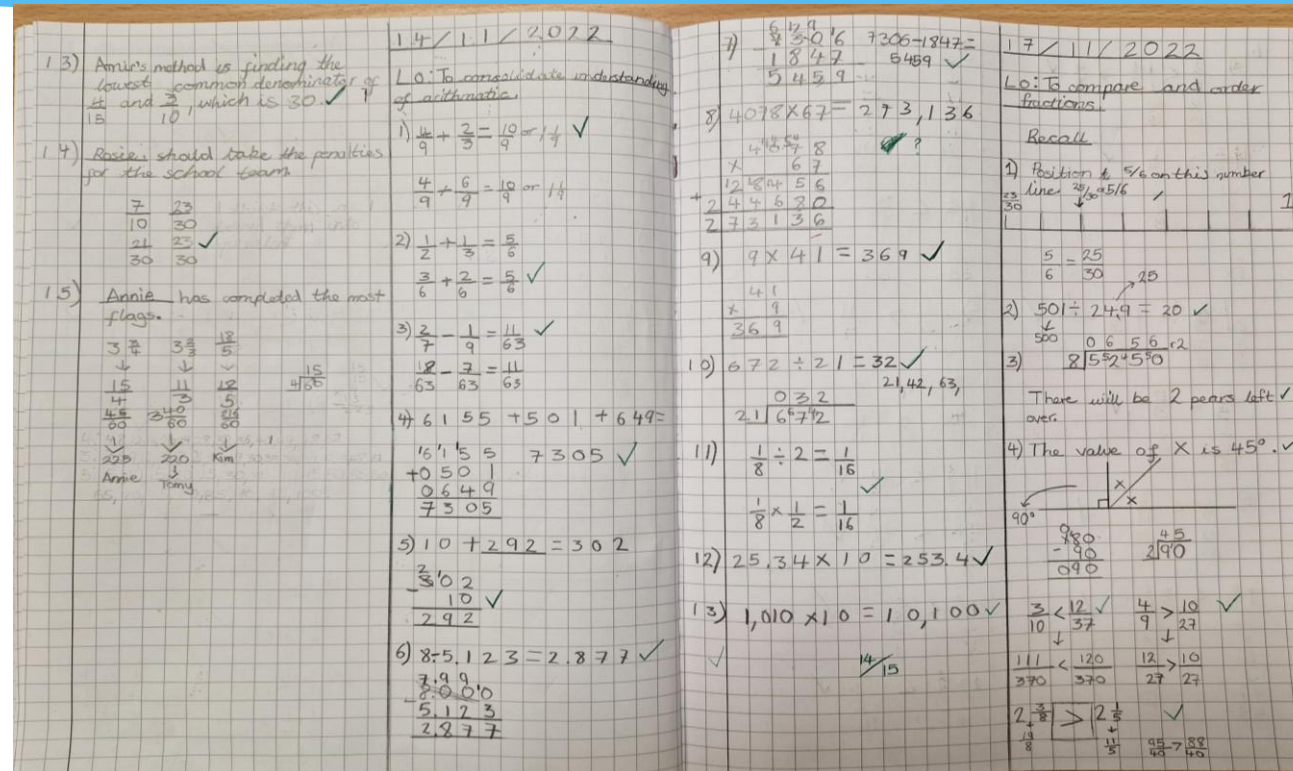 13) Amir's method is finding the
lowest common denominator of
4/15 and 3/10, which is 30. ✓
14) Rosie should take the penalties
for the school team
7/10 23/30
21/30 23/30 ✓
15) Annie has completed the most
flags.
3 3/4 3 2/3 18/5
↓ ↓ ↓
15/4 11/3 18/5
225 220 Kim
Annie Tomy
14/11/2022
LO: To consolidate understanding
of arithmatic.
1) 4/9 + 2/3 = 10/9 or 1 1/9 ✓
4/9 + 6/9 = 10/9 or 1 1/9
2) 1/2 + 1/3 = 5/6
3/6 + 2/6 = 5/6 ✓
3) 2/7 - 1/9 = 11/63 ✓
18/63 - 7/63 = 11/63
4) 6155 + 501 + 649 =
6155 7305 ✓
+0501
0649
7305
5) 10 + 292 = 302
302
- 10 ✓
292
6) 8-5.123 = 2.877 ✓
8.000
- 5.123
2.877
7) 7306 7306-1847=
1847 5459 ✓
5459
8) 4078 × 67 = 273,136
4078 ?
× 67
+ 244680
273136
9) 9 × 41 = 369 ✓
41
× 9
369
10) 672 ÷ 21 = 32 ✓
21, 42, 63,
032
21 672
11) 1/8 ÷ 2 = 1/16
✓
1/8 × 1/2 = 1/16
12) 25.34 × 10 = 253.4 ✓
13) 1,010 × 10 = 10,100 ✓
✓ 14/15
17/11/2022
LO: To compare and order
fractions.
Recall
1) Position 5/6 on this number
line. 25/30 = 5/6
23/30 1
5/6 = 25/30
25
2) 501 ÷ 24.9 = 20 ✓
500
0656 r2
3) 8 5250
There will be 2 pears left ✓
over.
4) The value of X is 45°. ✓
x
x
90°
180 45
- 90 2 90
090
3/10 < 12/37 ✓ 4/9 > 10/27 ✓
↓ ↓
111/370 < 120/370 12/27 > 10/27
2 3/8 > 2 1/5 ✓
19/8 11/5 95/40 > 88/40